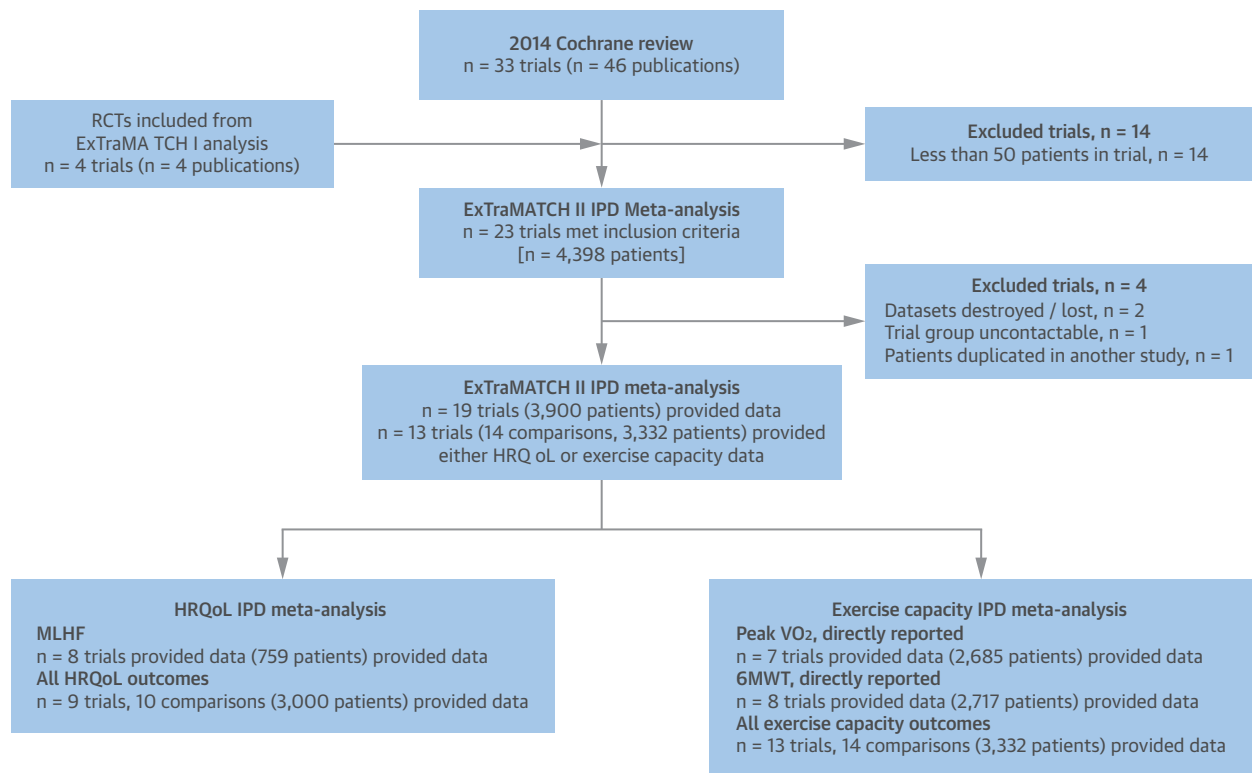 2014 Cochrane review
n = 33 trials (n = 46 publications)
RCTs included from
ExTraMA TCH I analysis
n = 4 trials (n = 4 publications)
Excluded trials, n = 14
Less than 50 patients in trial, n = 14
ExTraMATCH II IPD Meta-analysis
n = 23 trials met inclusion criteria
[n = 4,398 patients]
Excluded trials, n = 4
Datasets destroyed / lost, n = 2
Trial group uncontactable, n = 1
Patients duplicated in another study, n = 1
ExTraMATCH II IPD meta-analysis
n = 19 trials (3,900 patients) provided data
n = 13 trials (14 comparisons, 3,332 patients) provided
either HRQ oL or exercise capacity data
HRQoL IPD meta-analysis
MLHF
n = 8 trials provided data (759 patients) provided data
All HRQoL outcomes
n = 9 trials, 10 comparisons (3,000 patients) provided data
Exercise capacity IPD meta-analysis
Peak VO₂, directly reported
n = 7 trials provided data (2,685 patients) provided data
6MWT, directly reported
n = 8 trials provided data (2,717 patients) provided data
All exercise capacity outcomes
n = 13 trials, 14 comparisons (3,332 patients) provided data